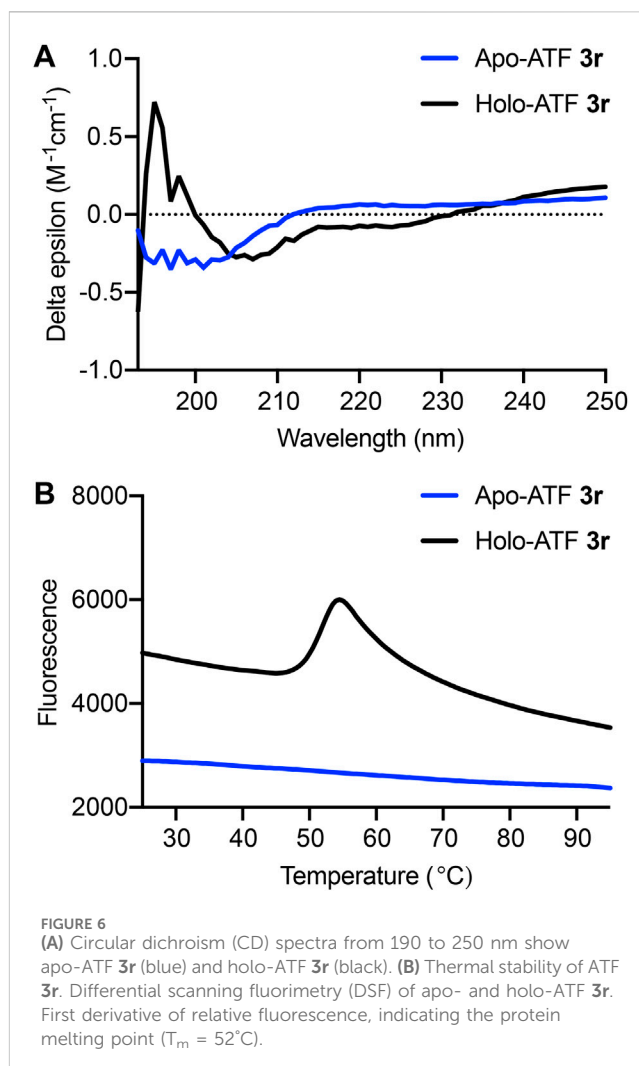 A
1.0
Apo-ATF 3r
Holo-ATF 3r
0.5
0.0
-0.5
-1.0
Delta epsilon (M⁻¹cm⁻¹)
200 210 220 230 240 250
Wavelength (nm)
B
8000
Apo-ATF 3r
Holo-ATF 3r
6000
4000
2000
Fluorescence
30 40 50 60 70 80 90
Temperature (°C)
FIGURE 6
(A) Circular dichroism (CD) spectra from 190 to 250 nm show
apo-ATF 3r (blue) and holo-ATF 3r (black). (B) Thermal stability of ATF
3r. Differential scanning fluorimetry (DSF) of apo- and holo-ATF 3r.
First derivative of relative fluorescence, indicating the protein
melting point (Tₘ = 52°C).